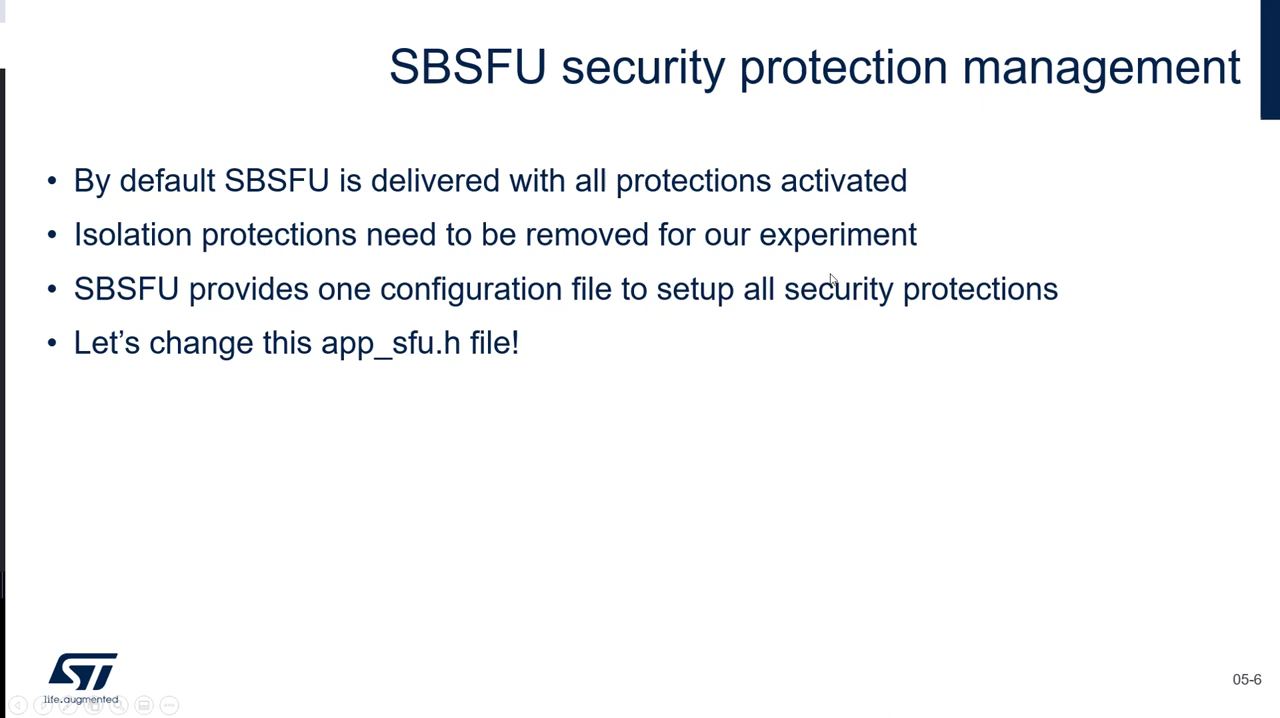 SBSFU security protection management
• By default SBSFU is delivered with all protections activated
• Isolation protections need to be removed for our experiment
• SBSFU provides one configuration file to setup all security protections
• Let’s change this app_sfu.h file!
ST
life.augmented
05-6